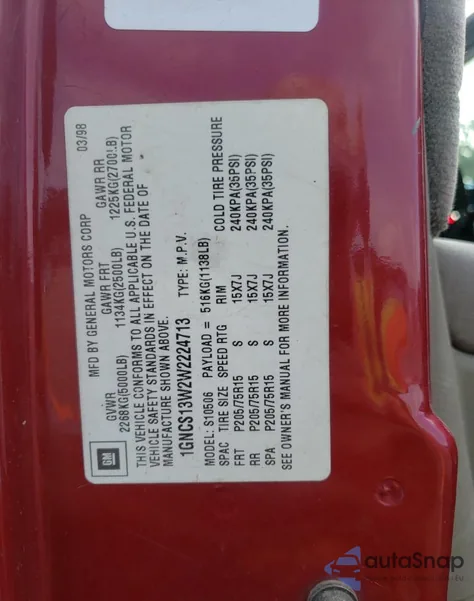 GM
MFD BY GENERAL MOTORS CORP 03/98
GVWR GAWR FRT GAWR RR
2268KG(5000LB) 1134KG(2500LB) 1225KG(2700LB)
THIS VEHICLE CONFORMS TO ALL APPLICABLE U.S. FEDERAL MOTOR
VEHICLE SAFETY STANDARDS IN EFFECT ON THE DATE OF
MANUFACTURE SHOWN ABOVE.
1GNCS13W2W2224713 TYPE: M.P.V.
MODEL: S10506 PAYLOAD = 516KG(1138LB)
SPAC TIRE SIZE SPEED RTG RIM COLD TIRE PRESSURE
FRT P205/75R15 S 15X7J 240KPA(35PSI)
RR P205/75R15 S 15X7J 240KPA(35PSI)
SPA P205/75R15 S 15X7J 240KPA(35PSI)
SEE OWNER'S MANUAL FOR MORE INFORMATION.
autoSnap